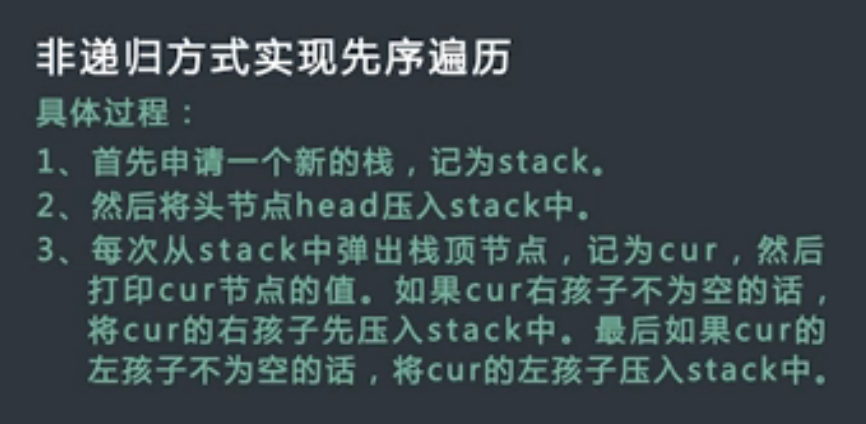 非递归方式实现先序遍历
具体过程：
1、首先申请一个新的栈，记为stack。
2、然后将头节点head压入stack中。
3、每次从stack中弹出栈顶节点，记为cur，然后
打印cur节点的值。如果cur右孩子不为空的话，
将cur的右孩子先压入stack中。最后如果cur的
左孩子不为空的话，将cur的左孩子压入stack中。